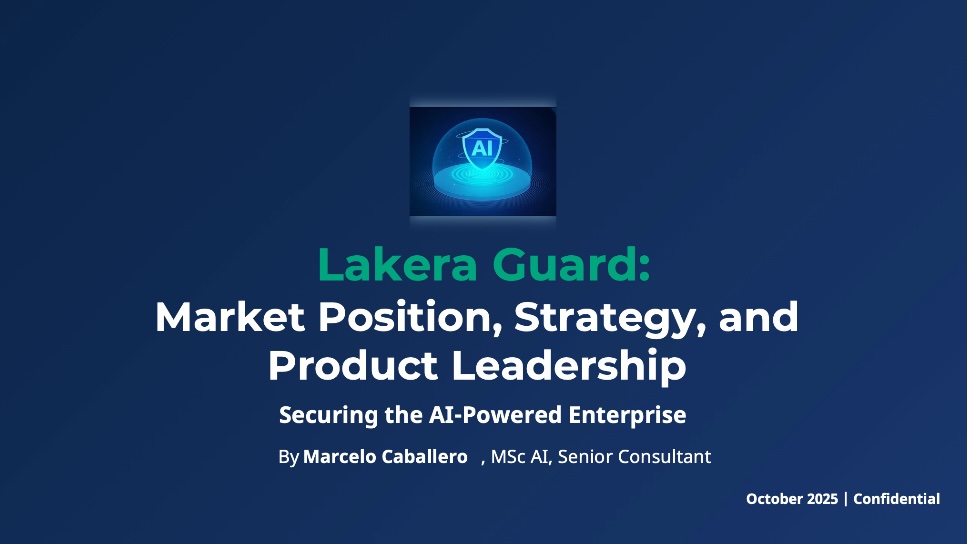 AI
Lakera Guard:
Market Position, Strategy, and
Product Leadership
Securing the AI-Powered Enterprise
By Marcelo Caballero , MSc AI, Senior Consultant
October 2025 | Confidential